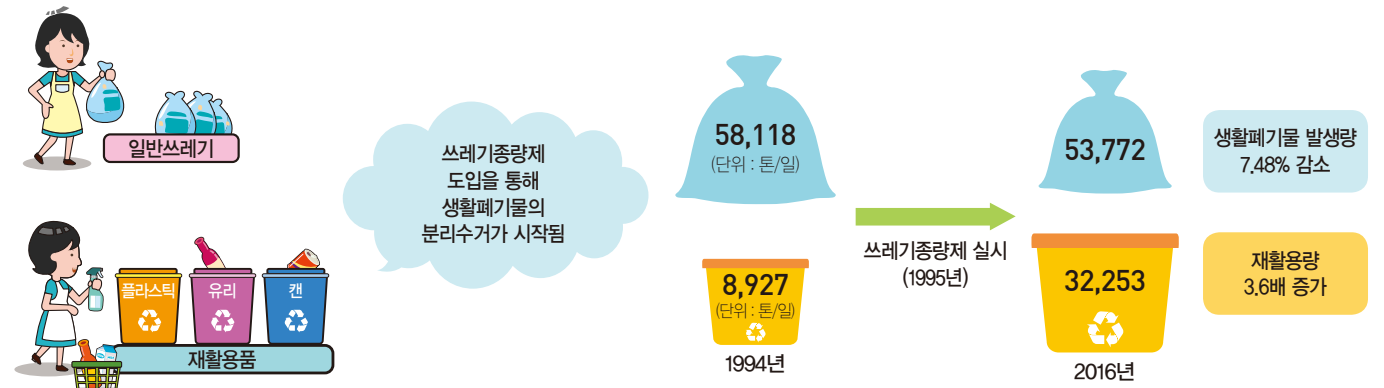 일반쓰레기
플라스틱
유리
캔
재활용품
쓰레기종량제
도입을 통해
생활폐기물의
분리수거가 시작됨
58,118
(단위 : 톤/일)
8,927
(단위 : 톤/일)
1994년
쓰레기종량제 실시
(1995년)
53,772
32,253
2016년
생활폐기물 발생량
7.48% 감소
재활용량
3.6배 증가